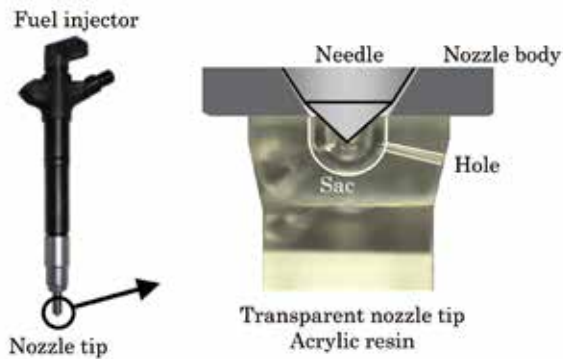 Fuel injector
Nozzle tip
Needle
Nozzle body
Sac
Hole
Transparent nozzle tip
Acrylic resin